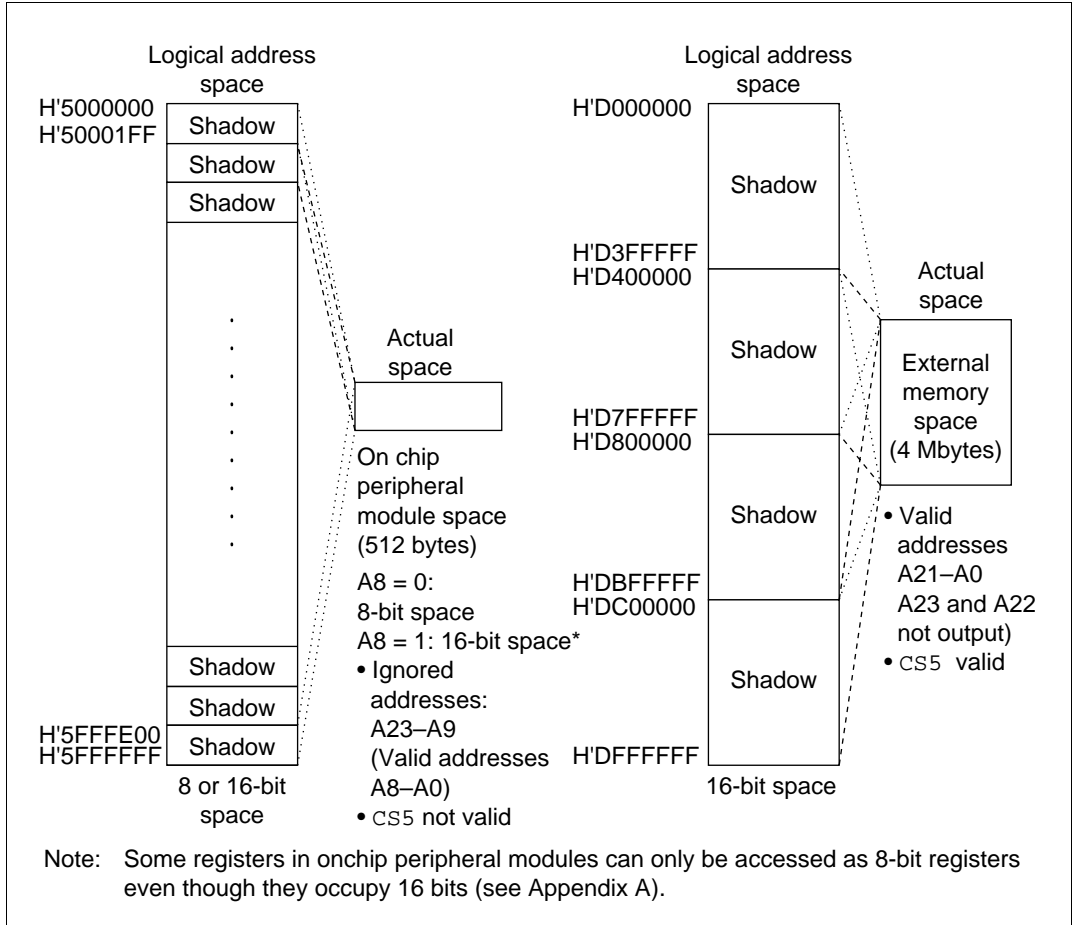 Logical address
space
H'5000000
H'50001FF
Shadow
Shadow
Shadow
Shadow
Shadow
H'5FFFE00
H'5FFFFFF
Shadow
8 or 16-bit
space
Actual
space
On chip
peripheral
module space
(512 bytes)
A8 = 0:
8-bit space
A8 = 1: 16-bit space*
• Ignored
addresses:
A23–A9
(Valid addresses
A8–A0)
• CS5 not valid
Logical address
space
H'D000000
Shadow
H'D3FFFFF
H'D400000
Shadow
H'D7FFFFF
H'D800000
Shadow
H'DBFFFFF
H'DC00000
Shadow
H'DFFFFFF
16-bit space
Actual
space
External
memory
space
(4 Mbytes)
• Valid
addresses
A21–A0
A23 and A22
not output)
• CS5 valid
Note: Some registers in onchip peripheral modules can only be accessed as 8-bit registers
even though they occupy 16 bits (see Appendix A).